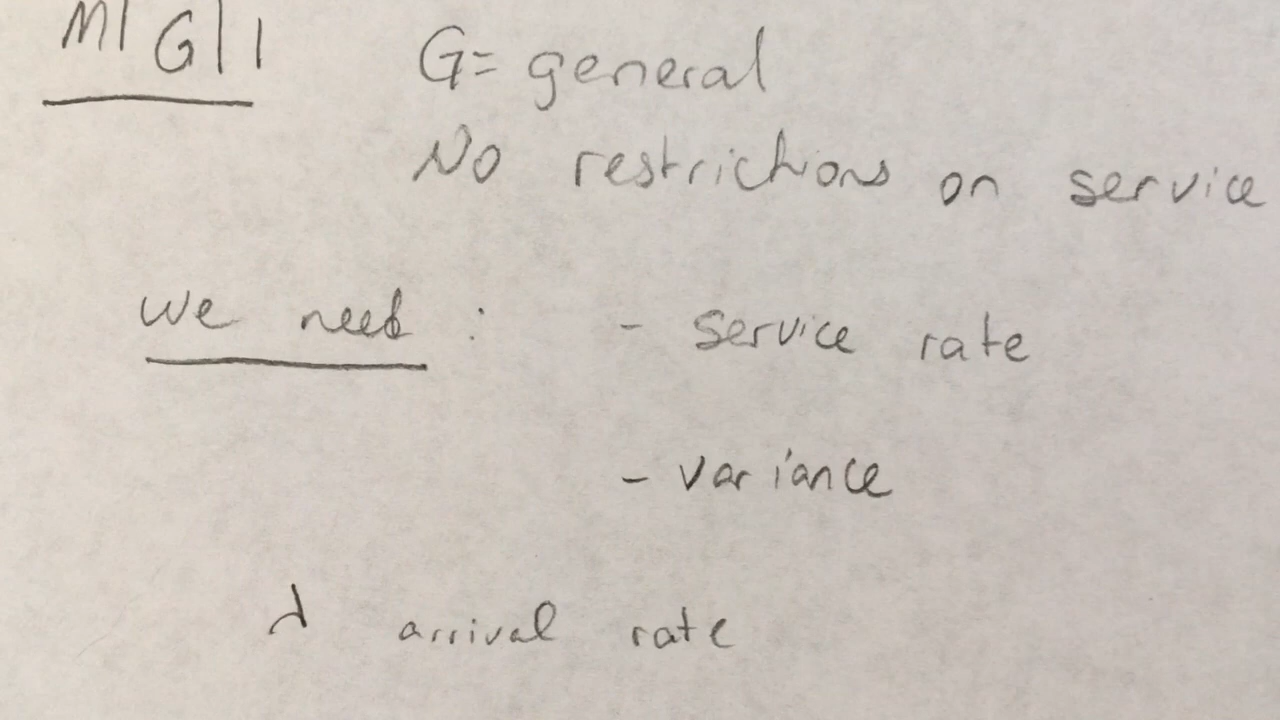 M/G/1 G= general
No restrictions on service
we need : - service rate
- variance
λ arrival rate